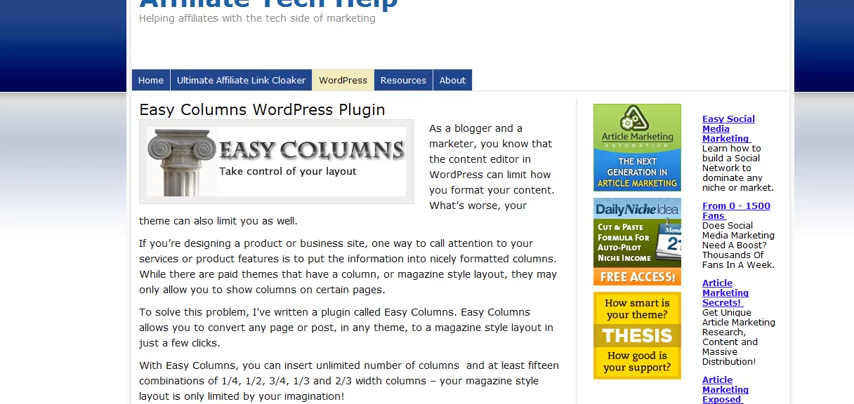 Affiliate Tech Help
Helping affiliates with the tech side of marketing
Home
Ultimate Affiliate Link Cloaker
WordPress
Resources
About
Easy Columns WordPress Plugin
EASY COLUMNS
Take control of your layout
As a blogger and a
marketer, you know that
the content editor in
WordPress can limit how
you format your content.
What's worse, your
theme can also limit you as well.
If you're designing a product or business site, one way to call attention to your
services or product features is to put the information into nicely formatted columns.
While there are paid themes that have a column, or magazine style layout, they may
only allow you to show columns on certain pages.
To solve this problem, I've written a plugin called Easy Columns. Easy Columns
allows you to convert any page or post, in any theme, to a magazine style layout in
just a few clicks.
With Easy Columns, you can insert unlimited number of columns and at least fifteen
combinations of 1/4, 1/2, 3/4, 1/3 and 2/3 width columns – your magazine style
layout is only limited by your imagination!
Article Marketing
AUTOMATION
THE NEXT
GENERATION IN
ARTICLE MARKETING
Daily Niche Idea
CUT & PASTE
FORMULA FOR
AUTO-PILOT
NICHE INCOME
FREE ACCESS!
How smart is
your theme?
THESIS
How good is
your support?
Easy Social
Media
Marketing
Learn how to
build a Social
Network to
dominate any
niche or market.
From 0 - 1500
Fans
Does Social
Media Marketing
Need A Boost?
Thousands Of
Fans In A Week.
Article
Marketing
Secrets!
Get Unique
Article Marketing
Research,
Content and
Massive
Distribution!
Article
Marketing
Exposed